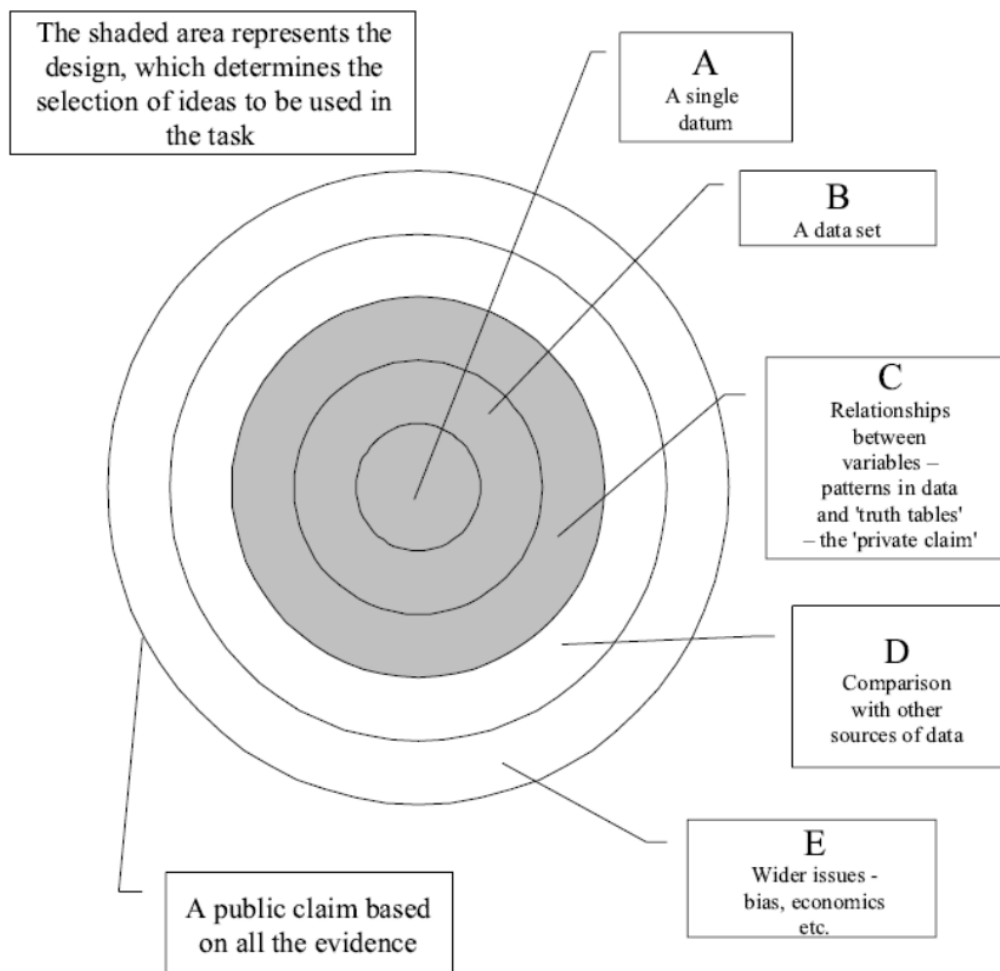 The shaded area represents the
design, which determines the
selection of ideas to be used in
the task
A
A single
datum
B
A data set
C
Relationships
between
variables –
patterns in data
and 'truth tables'
– the 'private claim'
D
Comparison
with other
sources of data
E
Wider issues -
bias, economics
etc.
A public claim based
on all the evidence